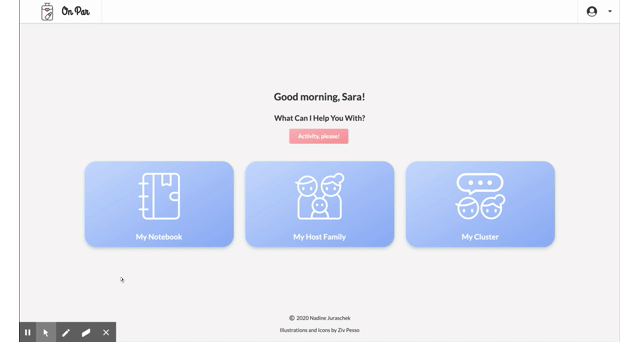 On Par
Good morning, Sara!
What Can I Help You With?
Activity, please!
My Notebook
My Host Family
My Cluster
© 2020 Nadine Juraschek
Illustrations and Icons by Ziv Pesso